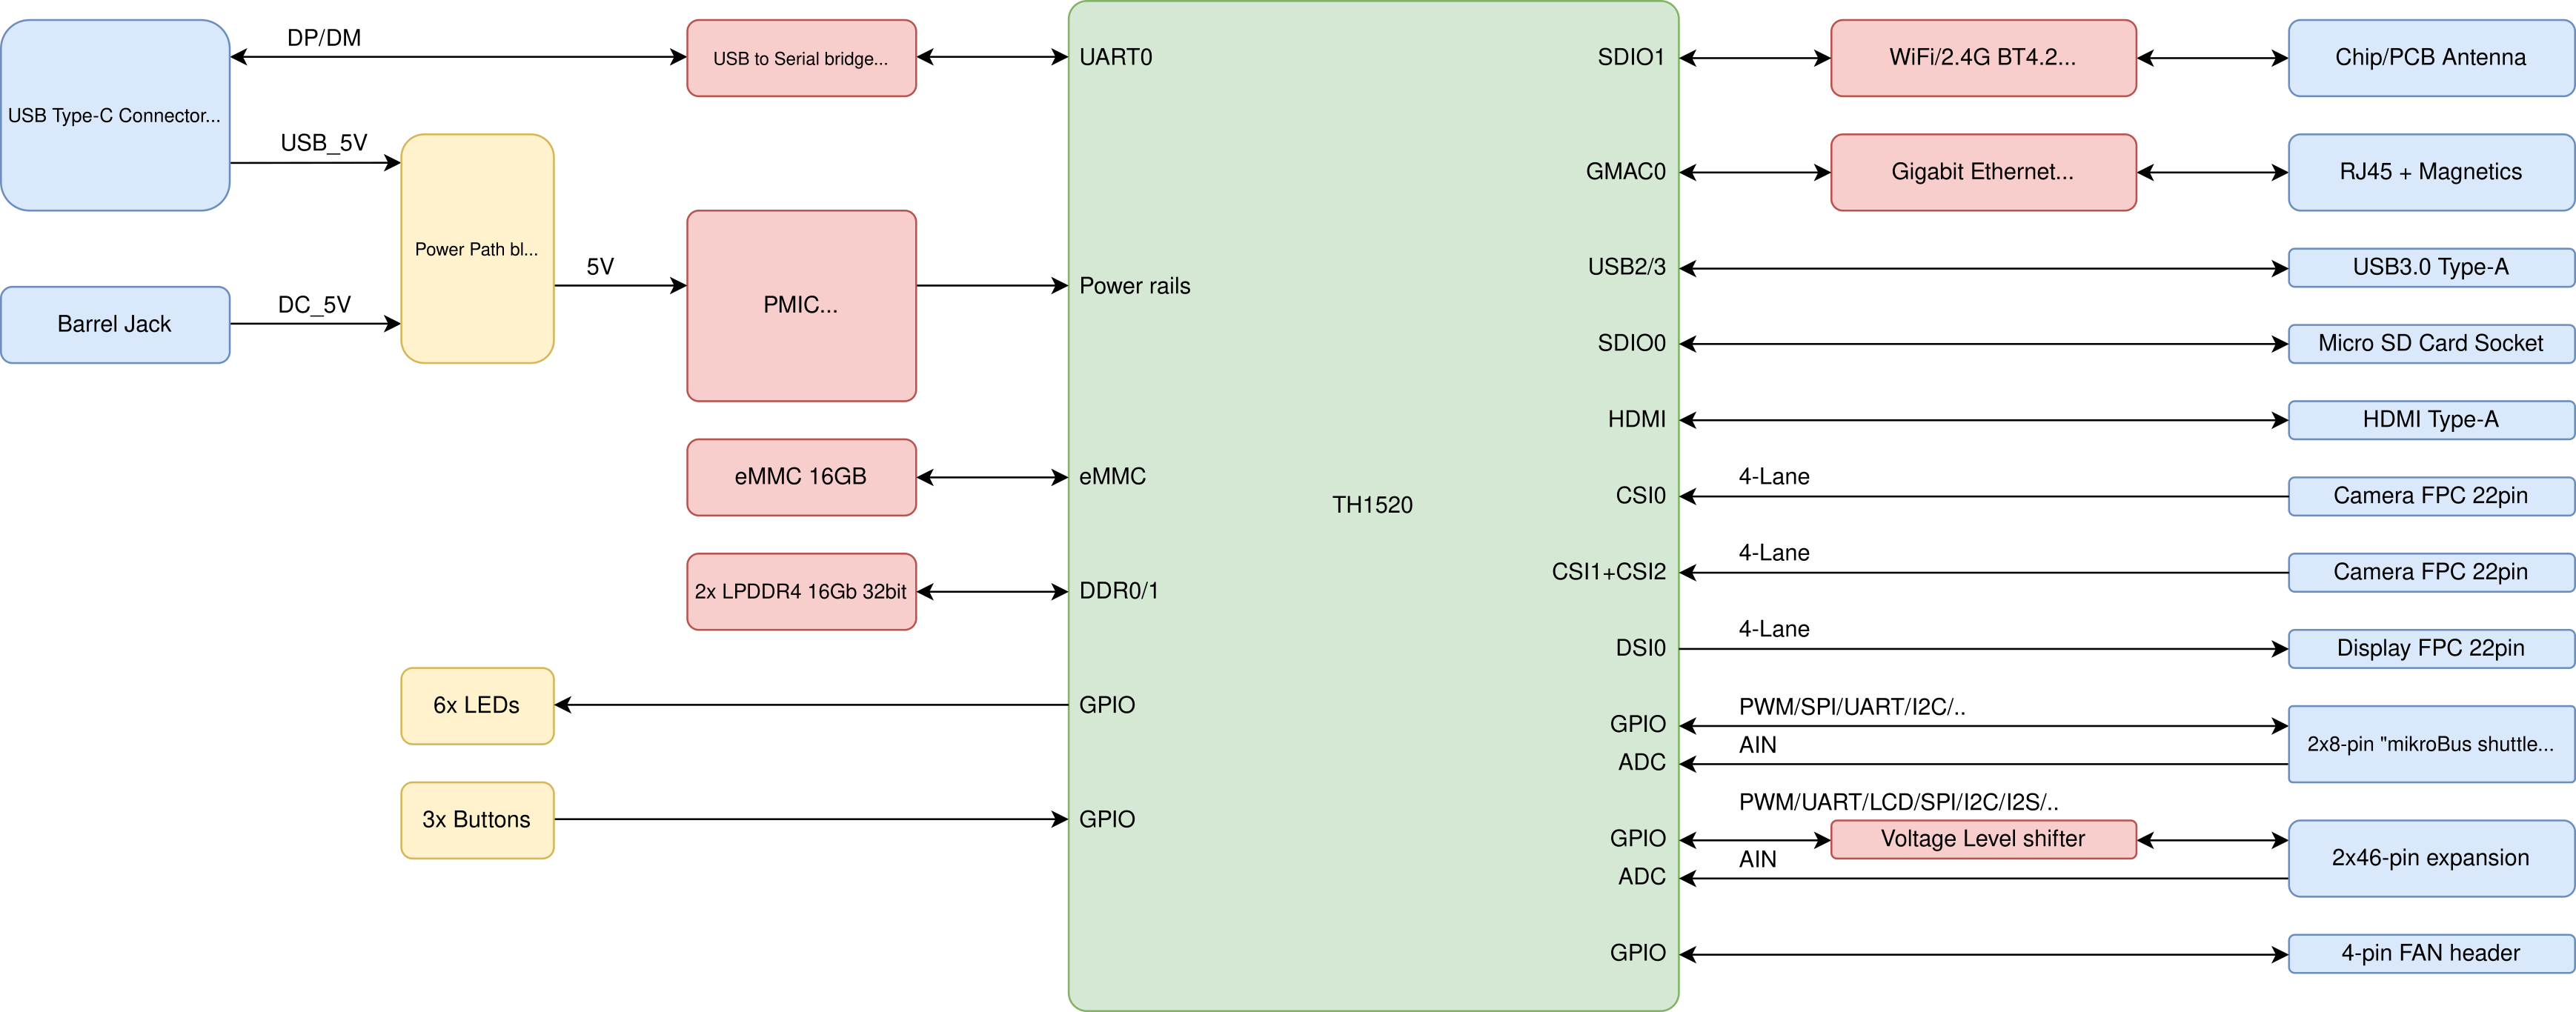 DP/DM
USB Type-C Connector...
USB to Serial bridge...
UART0
USB_5V
Power Path bl...
Barrel Jack
DC_5V
5V
PMIC...
Power rails
eMMC 16GB
eMMC
2x LPDDR4 16Gb 32bit
DDR0/1
6x LEDs
GPIO
3x Buttons
GPIO
TH1520
SDIO1
WiFi/2.4G BT4.2...
Chip/PCB Antenna
GMAC0
Gigabit Ethernet...
RJ45 + Magnetics
USB2/3
USB3.0 Type-A
SDIO0
Micro SD Card Socket
HDMI
HDMI Type-A
CSI0
4-Lane
Camera FPC 22pin
CSI1+CSI2
4-Lane
Camera FPC 22pin
DSI0
4-Lane
Display FPC 22pin
GPIO
PWM/SPI/UART/I2C/..
ADC
AIN
2x8-pin "mikroBus shuttle...
PWM/UART/LCD/SPI/I2C/I2S/..
GPIO
Voltage Level shifter
ADC
AIN
2x46-pin expansion
GPIO
4-pin FAN header